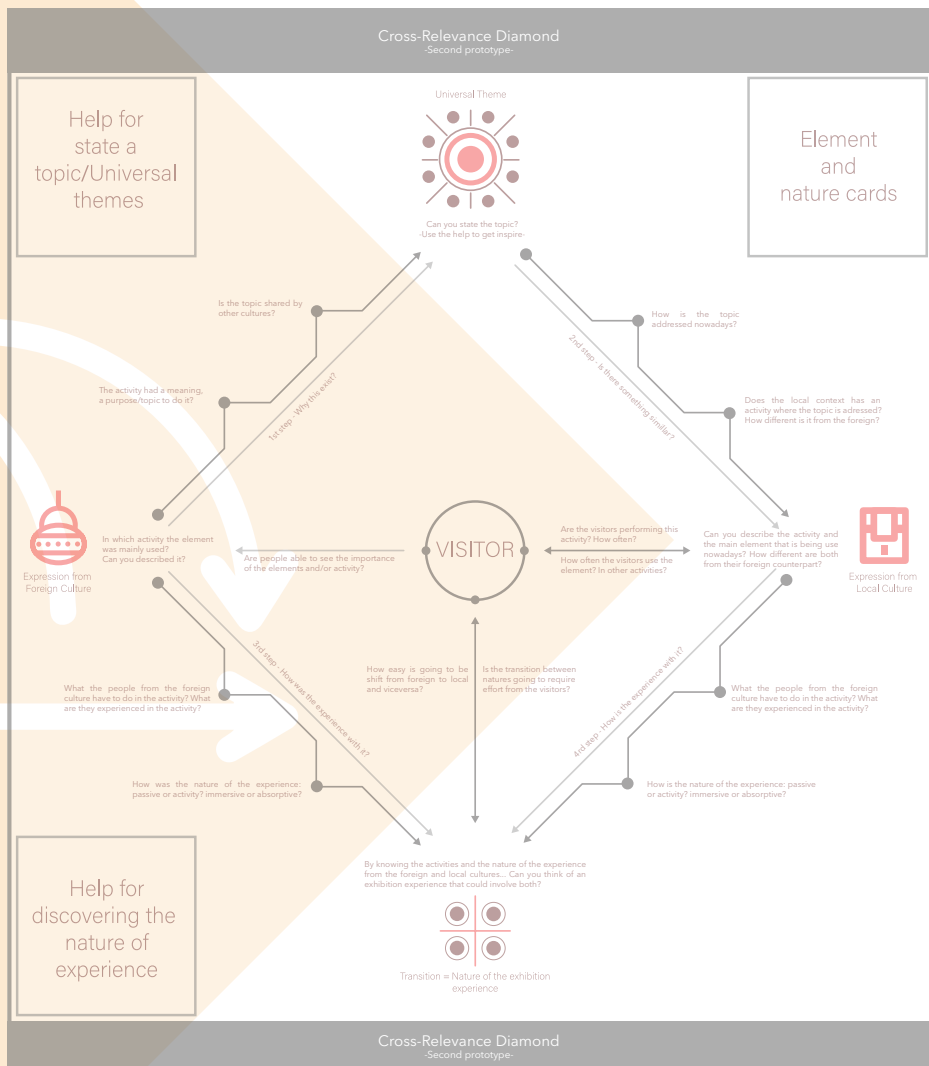 Cross-Relevance Diamond
-Second prototype-
Help for
state a
topic/Universal
themes
Universal Theme
Element
and
nature cards
Can you state the topic?
-Use the help to get inspire-
Is the topic shared by
other cultures?
How is the topic
addressed nowadays?
The activity had a meaning,
a purpose/topic to do it?
1st step - Why this exist?
2nd step - Is there something simillar?
Does the local context has an
activity where the topic is adressed?
How different is it from the foreign?
In which activity the element
was mainly used?
Can you described it?
Expression from
Foreign Culture
Are people able to see the importance
of the elements and/or activity?
VISITOR
Are the visitors performing this
activity? How often?
How often the visitors use the
element? In other activities?
Can you describe the activity and
the main element that is being use
nowadays? How different are both
from their foreign counterpart?
Expression from
Local Culture
3rd step - How was the experience with it?
How easy is going to be
shift from foreign to local
and viceversa?
Is the transition between
natures going to require
effort from the visitors?
4rd step - How is the experience with it?
What the people from the foreign
culture have to do in the activity? What
are they experienced in the activity?
What the people from the foreign
culture have to do in the activity? What
are they experienced in the activity?
How was the nature of the experience:
passive or activity? immersive or absorptive?
How is the nature of the experience: passive
or activity? immersive or absorptive?
Help for
discovering the
nature of
experience
By knowing the activities and the nature of the experience
from the foreign and local cultures... Can you think of an
exhibition experience that could involve both?
Transition = Nature of the exhibition
experience
Cross-Relevance Diamond
-Second prototype-